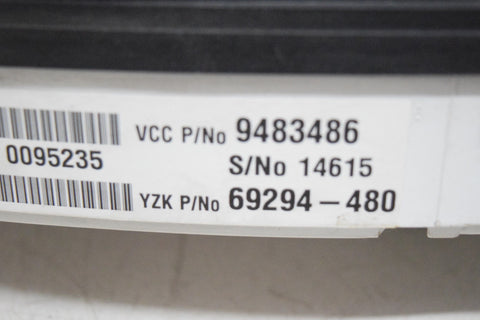 VCC P/No 9483486
0095235
S/No 14615
YZK P/No 69294-480